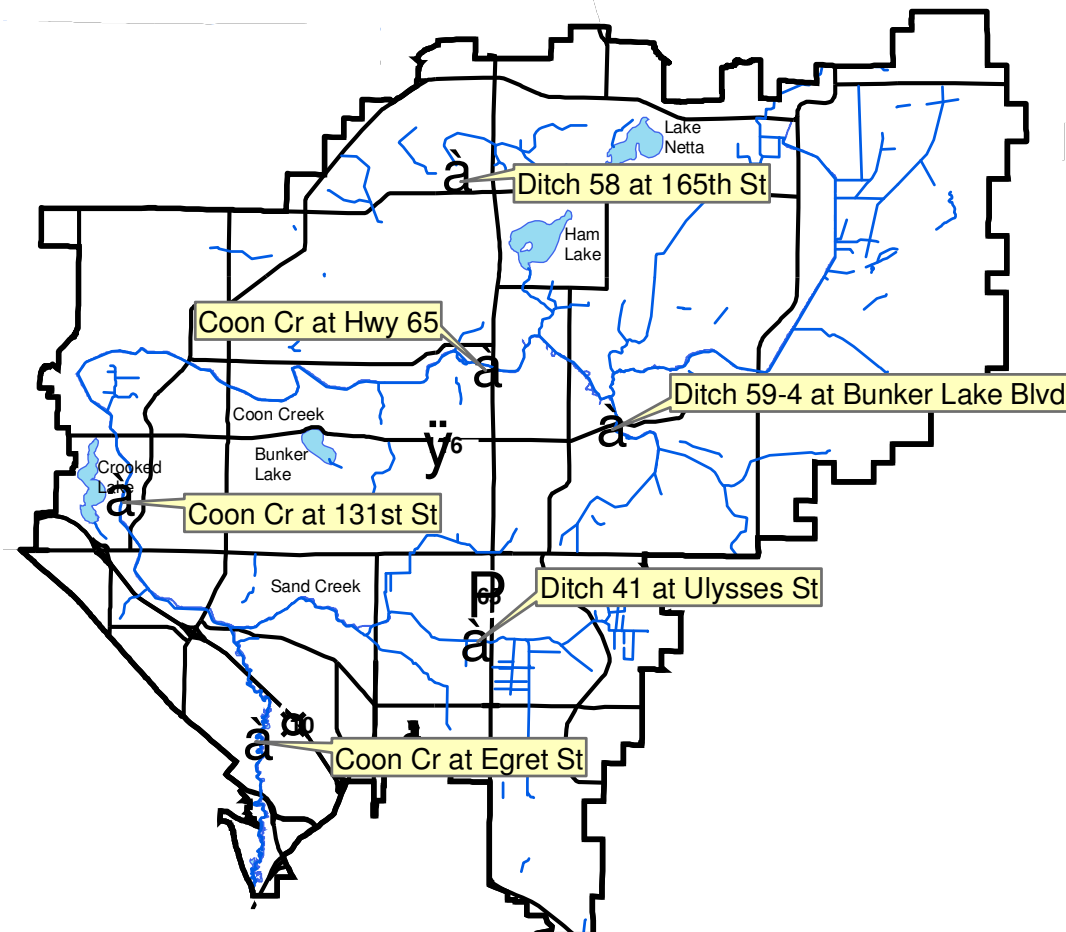 Lake
Netta
à
Ditch 58 at 165th St
Ham
Lake
Coon Cr at Hwy 65
à
Ditch 59-4 at Bunker Lake Blvd
à
Coon Creek
ÿ
Bunker
Lake
Crooked
Lake
à
Coon Cr at 131st St
Sand Creek
P
65
Ditch 41 at Ulysses St
à
10
à
Coon Cr at Egret St